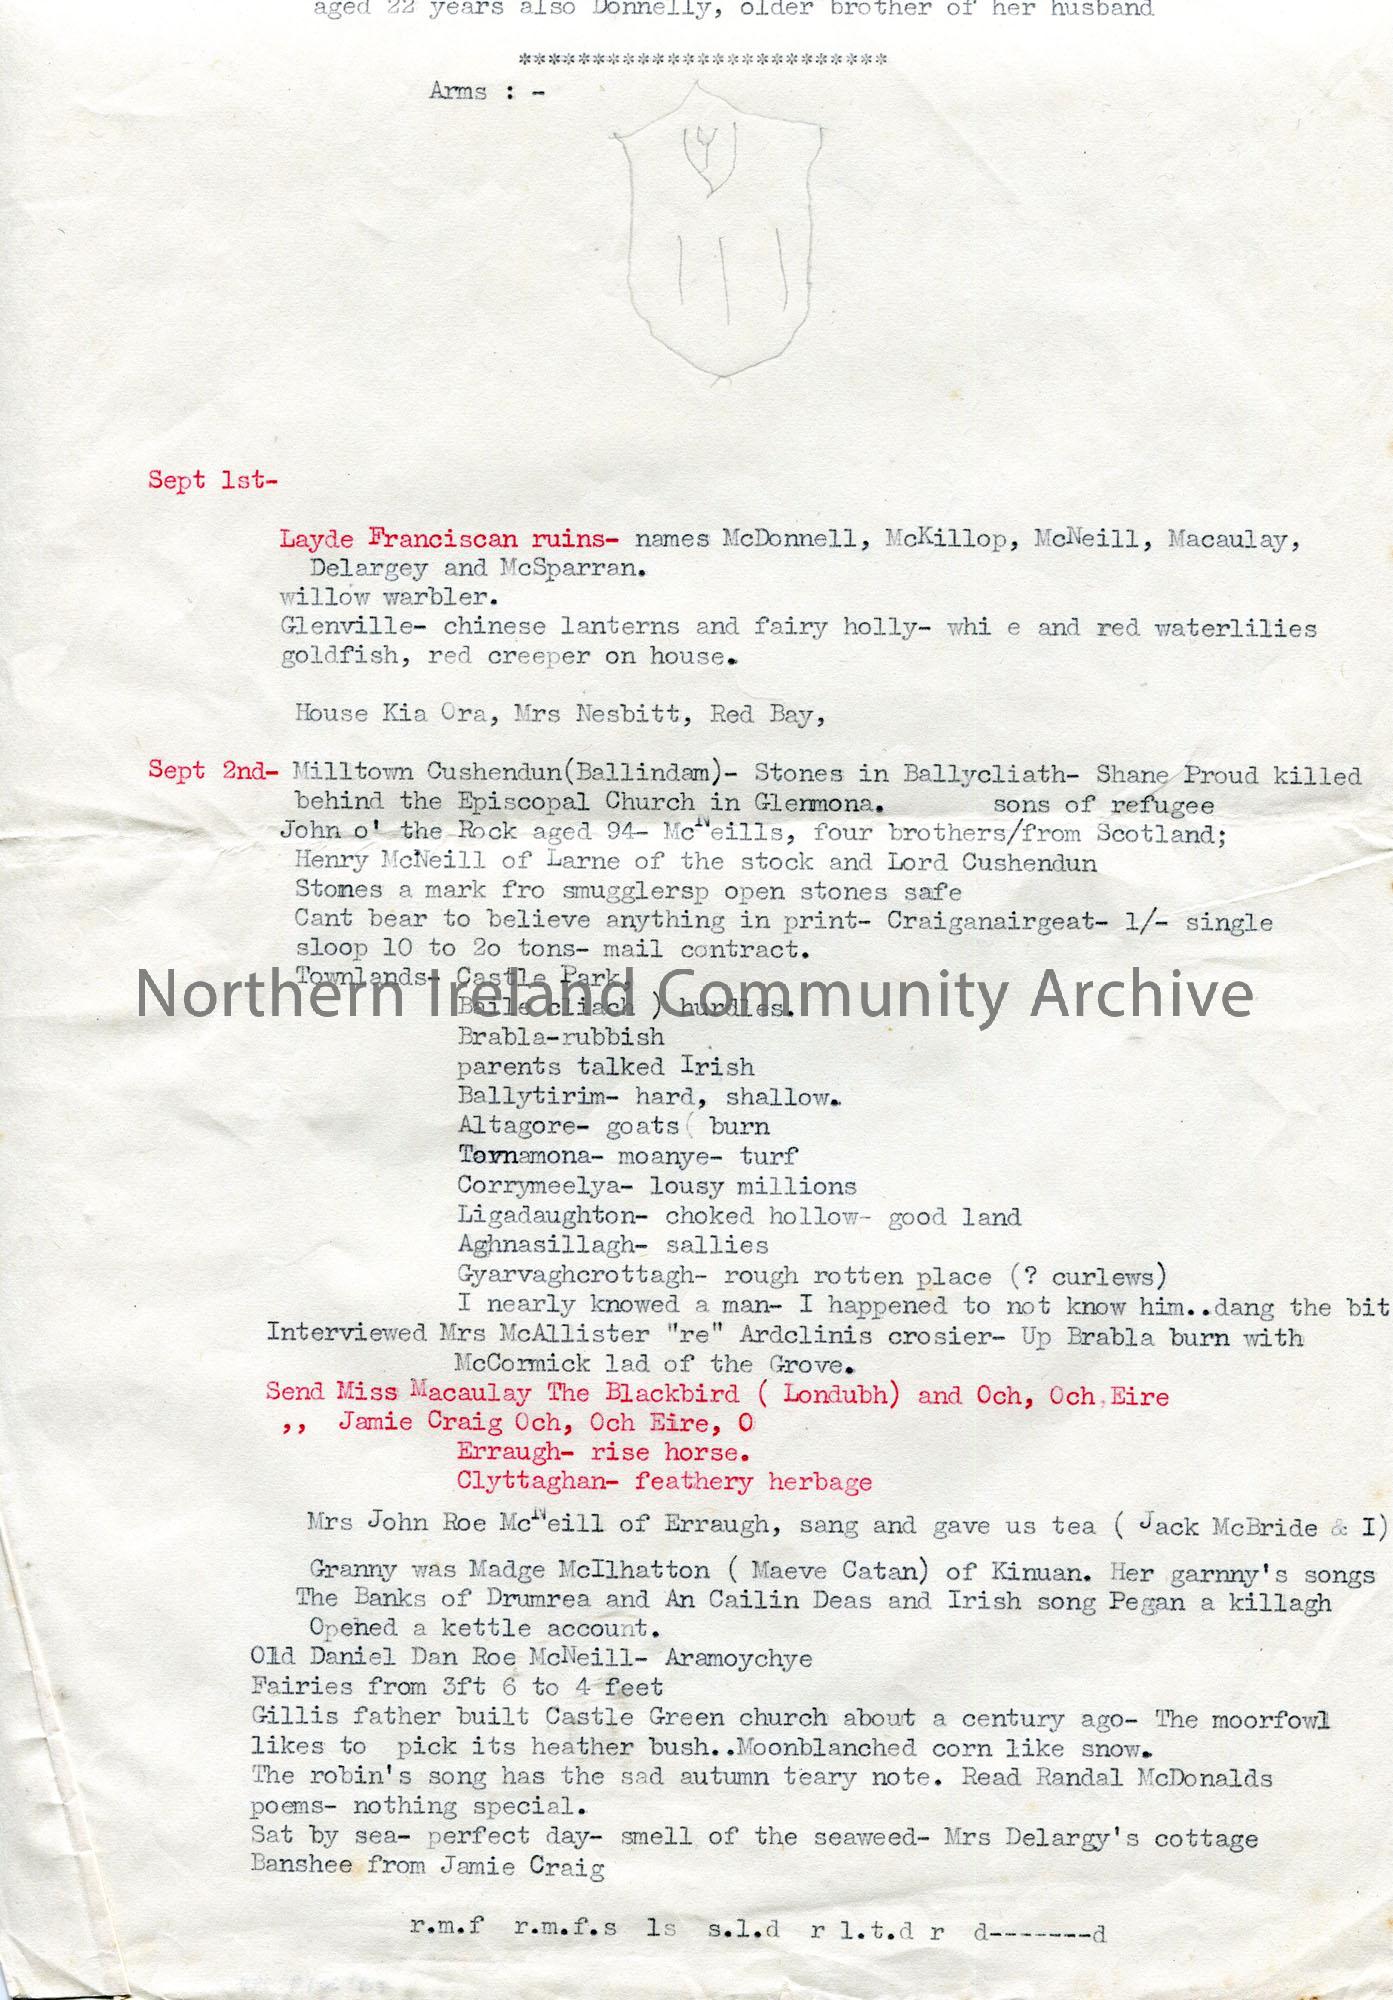 aged 22 years also Donnelly, older brother of her husband
*************************
Arms : -
Sept 1st-
Layde Franciscan ruins- names McDonnell, McKillop, McNeill, Macaulay,
Delargey and McSparran.
willow warbler.
Glenville- chinese lanterns and fairy holly- whi e and red waterlilies
goldfish, red creeper on house.
House Kia Ora, Mrs Nesbitt, Red Bay,
Sept 2nd- Milltown Cushendun(Ballindam)- Stones in Ballycliath- Shane Proud killed
behind the Episcopal Church in Glenmona. sons of refugee
John o' the Rock aged 94- McNeills, four brothers/from Scotland;
Henry McNeill of Larne of the stock and Lord Cushendun
Stones a mark fro smugglersp open stones safe
Cant bear to believe anything in print- Craiganairgeat- 1/- single
sloop 10 to 2o tons- mail contract.
Townlands- Castle Park.
Northern Ireland Community Archive
Baile cliach ) hurdles.
Brabla-rubbish
parents talked Irish
Ballytirim- hard, shallow.
Altagore- goats( burn
Tornamona- moanye- turf
Corrymeelya- lousy millions
Ligadaughton- choked hollow- good land
Aghnasillagh- sallies
Gyarvaghcrottagh- rough rotten place (? curlews)
I nearly knowed a man- I happened to not know him..dang the bit
Interviewed Mrs McAllister "re" Ardclinis crosier- Up Brabla burn with
McCormick lad of the Grove.
Send Miss Macaulay The Blackbird ( Londubh) and Och, Och,Eire
,, Jamie Craig Och, Och Eire, O
Erraugh- rise horse.
Clyttaghan- feathery herbage
Mrs John Roe McNeill of Erraugh, sang and gave us tea ( Jack McBride & I)
Granny was Madge McIlhatton ( Maeve Catan) of Kinuan. Her garnny's songs
The Banks of Drumrea and An Cailin Deas and Irish song Pegan a killagh
Opened a kettle account.
Old Daniel Dan Roe McNeill- Aramoychye
Fairies from 3ft 6 to 4 feet
Gillis father built Castle Green church about a century ago- The moorfowl
likes to pick its heather bush..Moonblanched corn like snow.
The robin's song has the sad autumn teary note. Read Randal McDonalds
poems- nothing special.
Sat by sea- perfect day- smell of the seaweed- Mrs Delargy's cottage
Banshee from Jamie Craig
r.m.f r.m.f.s ls s.l.d r l.t.d r d-------d